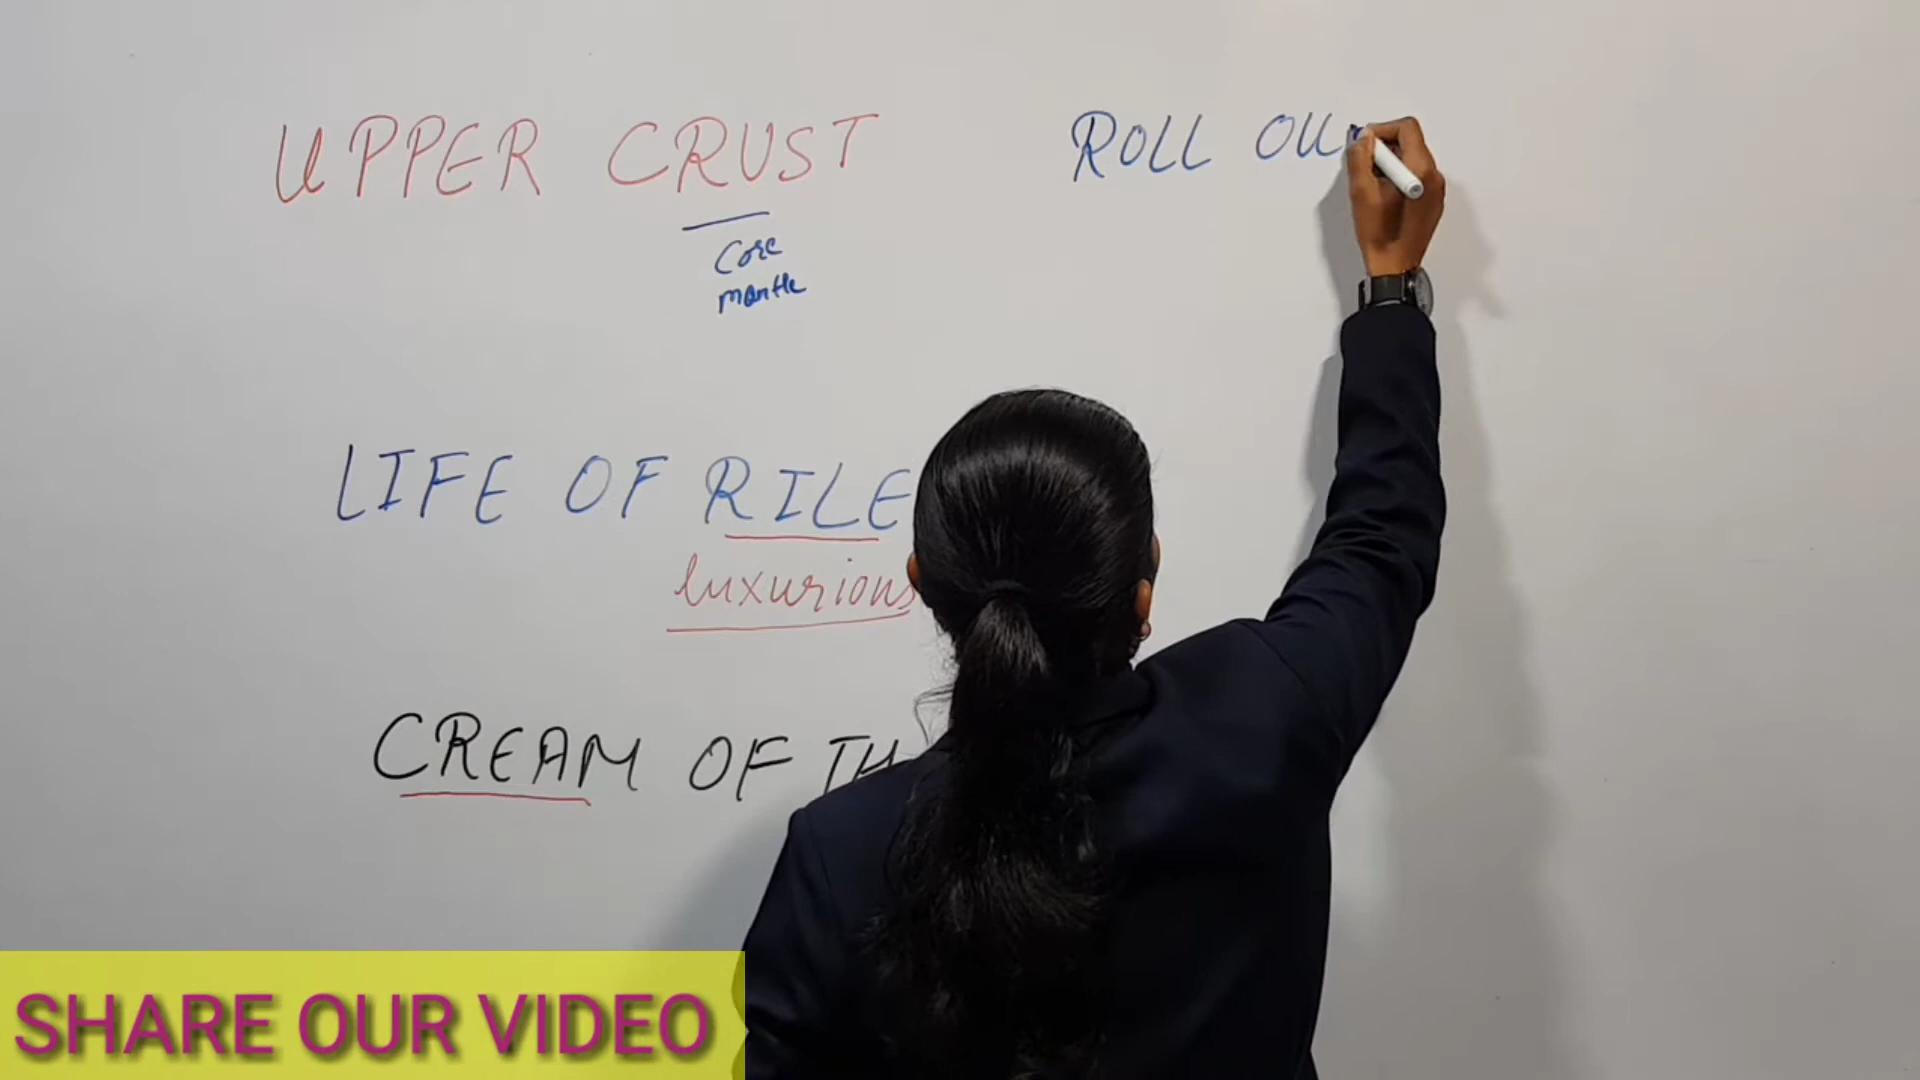 UPPER CRUST
Core
mantle
LIFE OF RILE
luxurious
CREAM OF TH
ROLL OU
SHARE OUR VIDEO